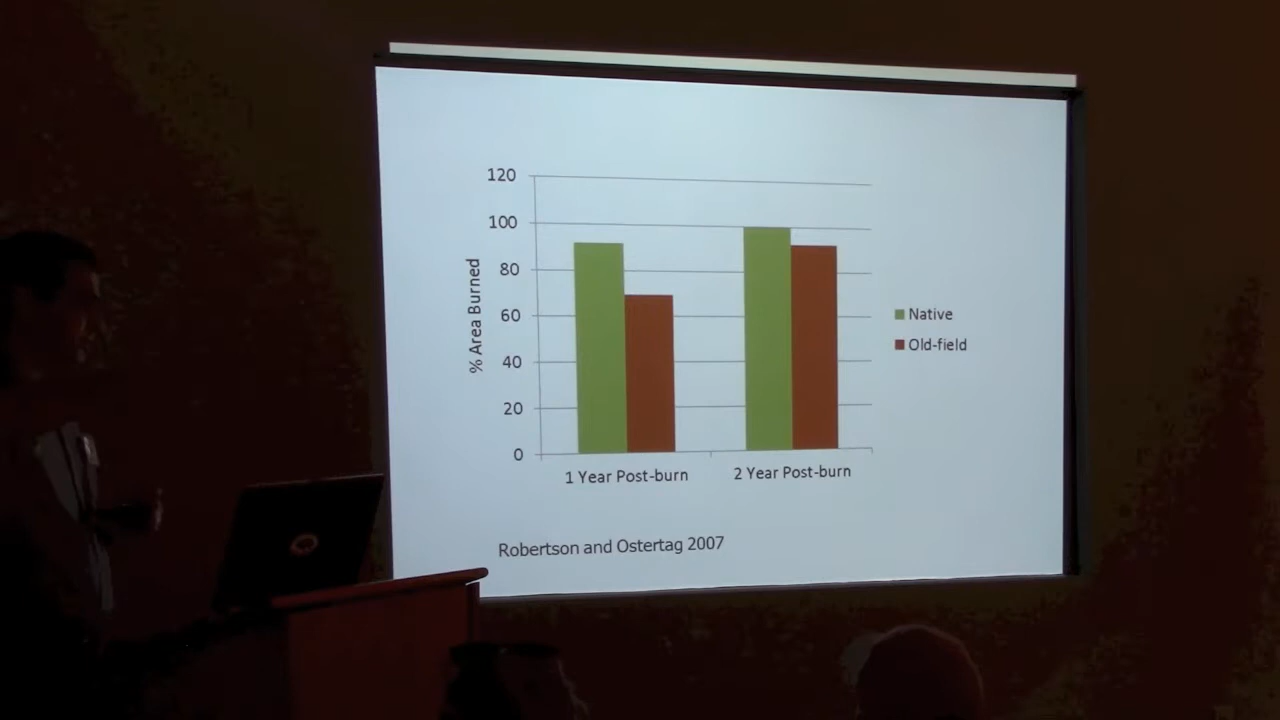 120
100
80
60
40
20
0
% Area Burned
1 Year Post-burn
2 Year Post-burn
Native
Old-field
Robertson and Ostertag 2007